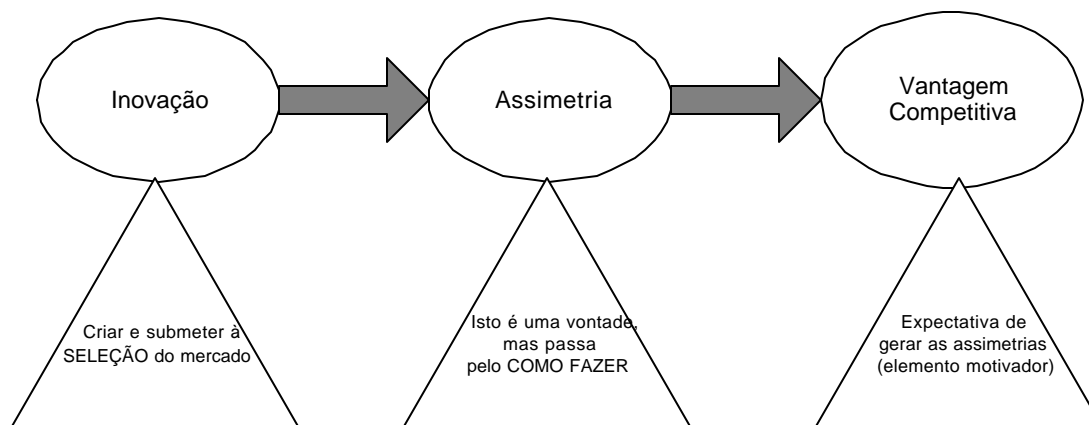 Inovação
Assimetria
Vantagem
Competitiva
Criar e submeter à
SELEÇÃO do mercado
Isto é uma vontade,
mas passa
pelo COMO FAZER
Expectativa de
gerar as assimetrias
(elemento motivador)